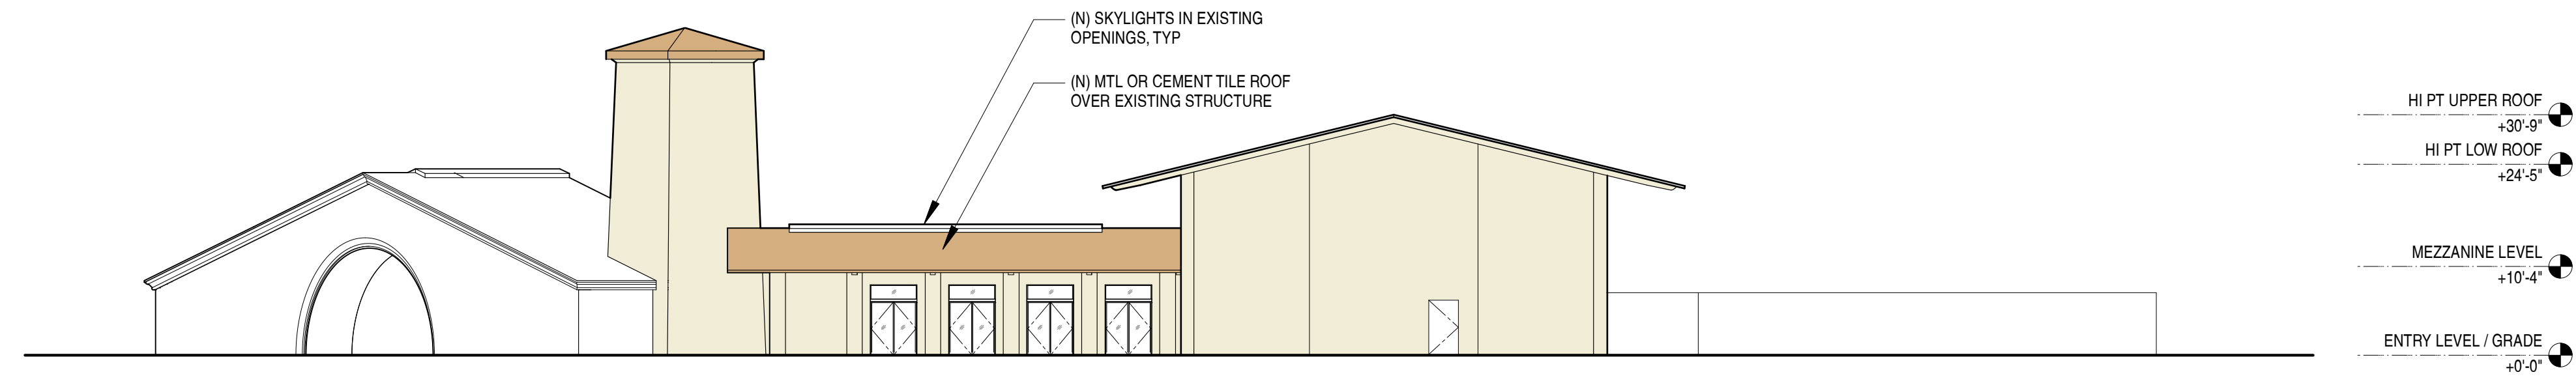 (N) SKYLIGHTS IN EXISTING
OPENINGS, TYP
(N) MTL OR CEMENT TILE ROOF
OVER EXISTING STRUCTURE
HI PT UPPER ROOF
+30'-9"
HI PT LOW ROOF
+24'-5"
MEZZANINE LEVEL
+10'-4"
ENTRY LEVEL / GRADE
+0'-0"